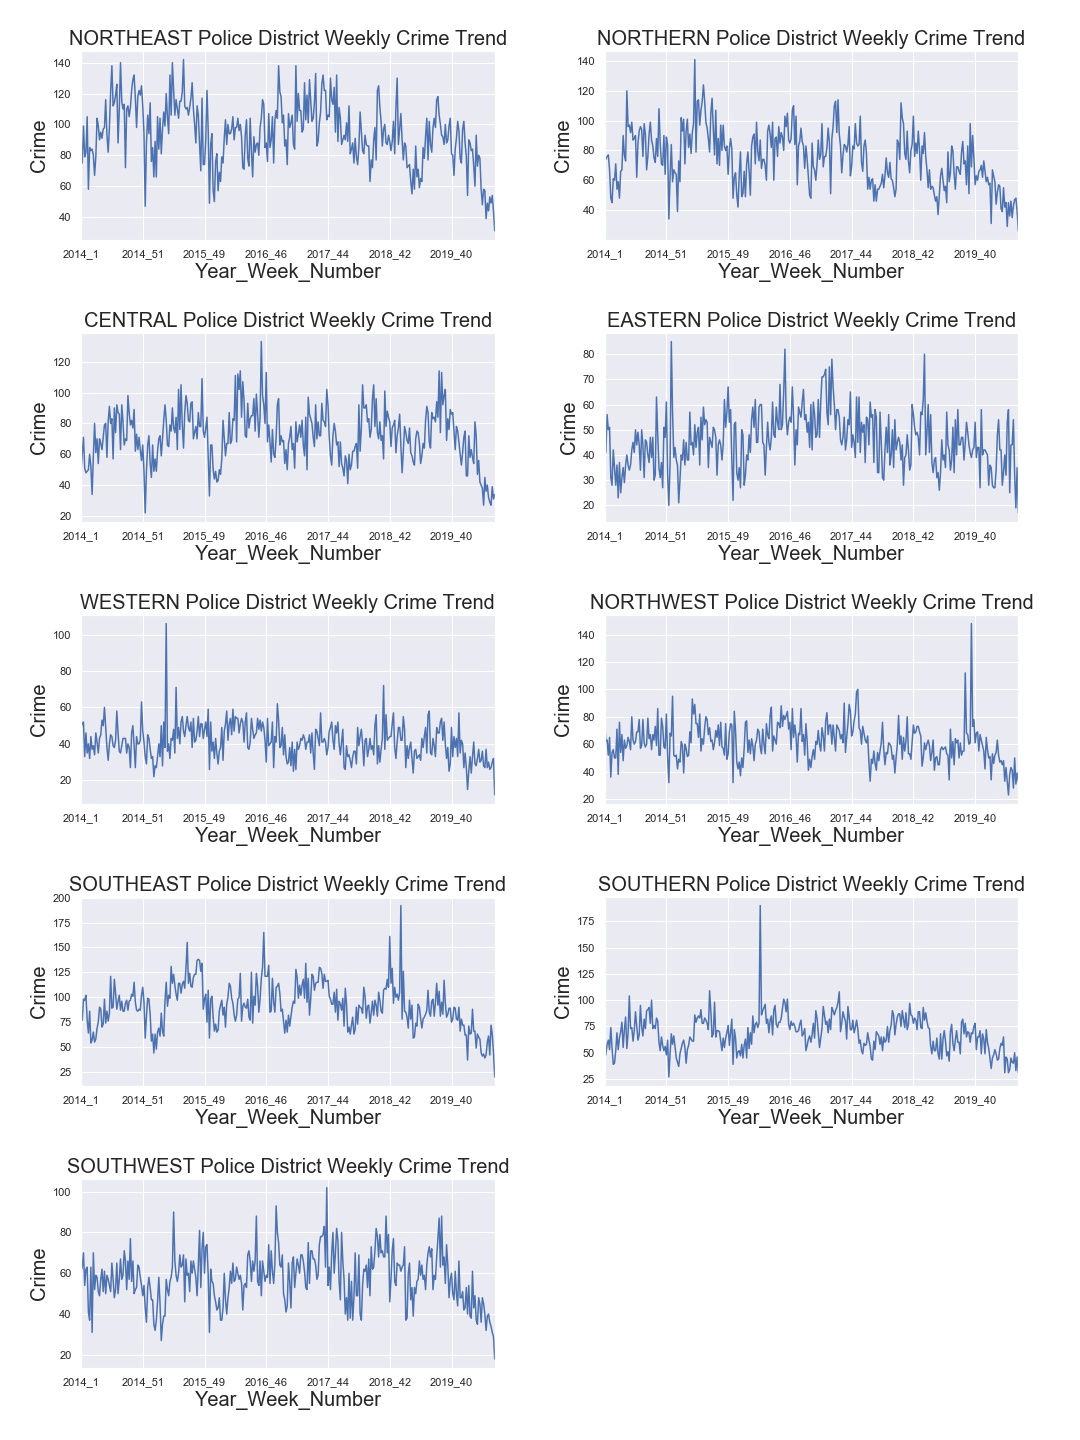 NORTHEAST Police District Weekly Crime Trend
Crime
140
120
100
80
60
40
2014_1 2014_51 2015_49 2016_46 2017_44 2018_42 2019_40
Year_Week_Number
NORTHERN Police District Weekly Crime Trend
Crime
140
120
100
80
60
40
2014_1 2014_51 2015_49 2016_46 2017_44 2018_42 2019_40
Year_Week_Number
CENTRAL Police District Weekly Crime Trend
Crime
120
100
80
60
40
20
2014_1 2014_51 2015_49 2016_46 2017_44 2018_42 2019_40
Year_Week_Number
EASTERN Police District Weekly Crime Trend
Crime
80
70
60
50
40
30
20
2014_1 2014_51 2015_49 2016_46 2017_44 2018_42 2019_40
Year_Week_Number
WESTERN Police District Weekly Crime Trend
Crime
100
80
60
40
20
2014_1 2014_51 2015_49 2016_46 2017_44 2018_42 2019_40
Year_Week_Number
NORTHWEST Police District Weekly Crime Trend
Crime
140
120
100
80
60
40
20
2014_1 2014_51 2015_49 2016_46 2017_44 2018_42 2019_40
Year_Week_Number
SOUTHEAST Police District Weekly Crime Trend
Crime
200
175
150
125
100
75
50
25
2014_1 2014_51 2015_49 2016_46 2017_44 2018_42 2019_40
Year_Week_Number
SOUTHERN Police District Weekly Crime Trend
Crime
175
150
125
100
75
50
25
2014_1 2014_51 2015_49 2016_46 2017_44 2018_42 2019_40
Year_Week_Number
SOUTHWEST Police District Weekly Crime Trend
Crime
100
80
60
40
20
2014_1 2014_51 2015_49 2016_46 2017_44 2018_42 2019_40
Year_Week_Number